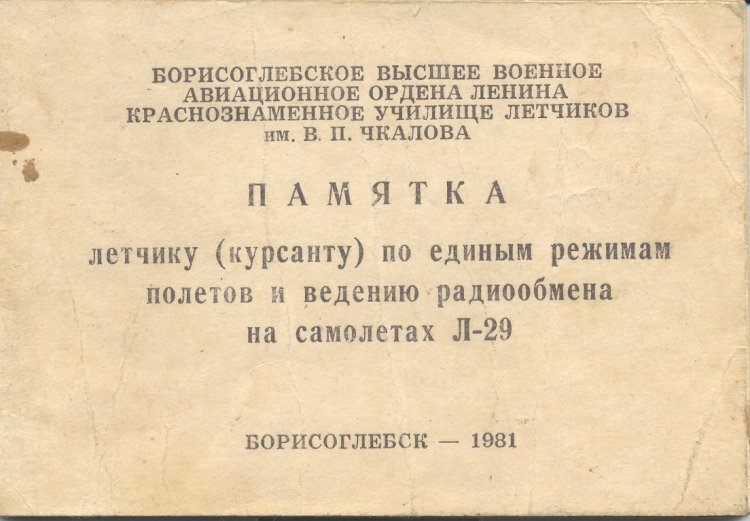 БОРИСОГЛЕБСКОЕ ВЫСШЕЕ ВОЕННОЕ
АВИАЦИОННОЕ ОРДЕНА ЛЕНИНА
КРАСНОЗНАМЕННОЕ УЧИЛИЩЕ ЛЕТЧИКОВ
им. В. П. ЧКАЛОВА
ПАМЯТКА
летчику (курсанту) по единым режимам
полетов и ведению радиообмена
на самолетах Л-29
БОРИСОГЛЕБСК — 1981